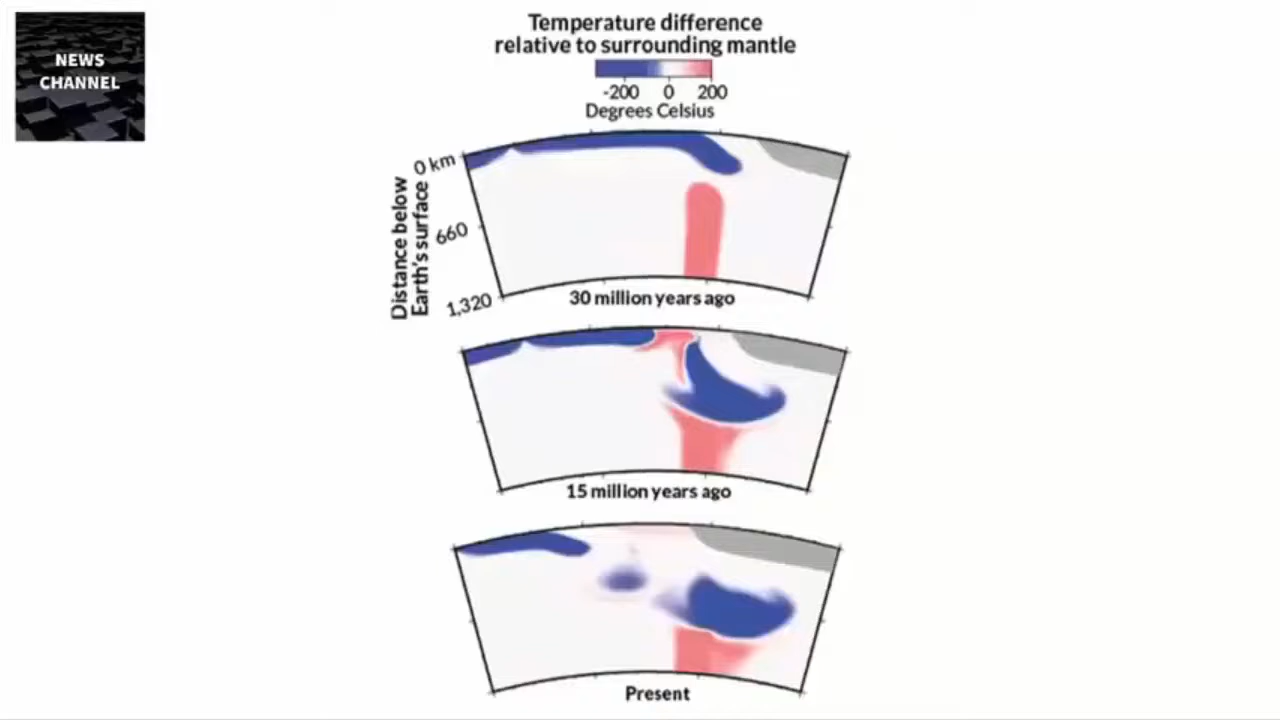 NEWS
CHANNEL
Temperature difference
relative to surrounding mantle
-200 0 200
Degrees Celsius
Distance below
Earth's surface
0 km
660
1,320
30 million years ago
15 million years ago
Present